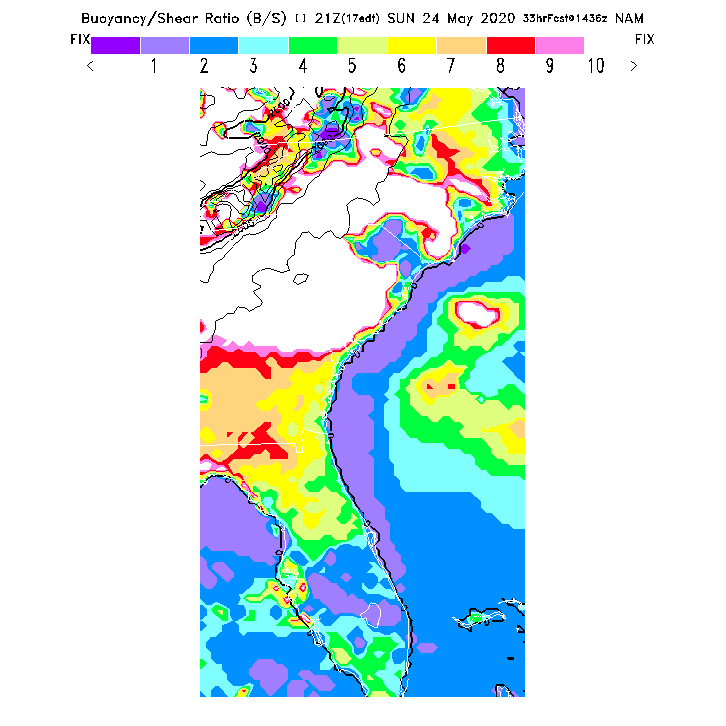 Buoyancy/Shear Ratio (B/S) [] 21Z(17edt) SUN 24 May 2020 33hrFcst@1436z NAM
FIX FIX
< 1 2 3 4 5 6 7 8 9 10 >